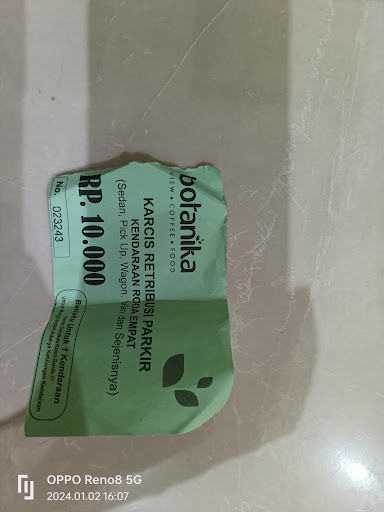 botanika
VIEW • COFFEE • FOOD
KARCIS RETRIBUSI PARKIR
KENDARAAN RODA EMPAT
(Sedan, Pick Up, Wagon, Van dan Sejenisnya)
RP. 10.000
No. 023243
Berlaku Untuk 1 Kendaraan
OPPO Reno8 5G
2024.01.02 16:07